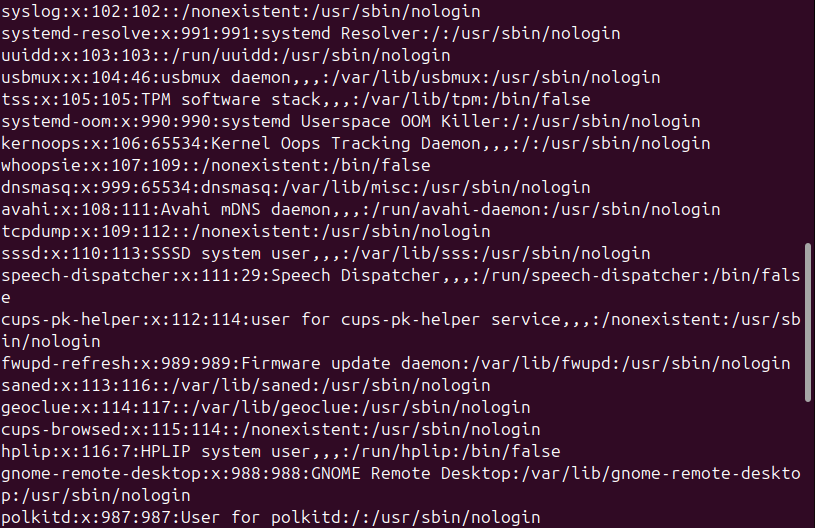 syslog:x:102:102::/nonexistent:/usr/sbin/nologin
systemd-resolve:x:991:991:systemd Resolver:/:/usr/sbin/nologin
uuidd:x:103:103::/run/uuidd:/usr/sbin/nologin
usbmux:x:104:46:usbmux daemon,,,:/var/lib/usbmux:/usr/sbin/nologin
tss:x:105:105:TPM software stack,,,:/var/lib/tpm:/bin/false
systemd-oom:x:990:990:systemd Userspace OOM Killer:/:/usr/sbin/nologin
kernoops:x:106:65534:Kernel Oops Tracking Daemon,,,:/:/usr/sbin/nologin
whoopsie:x:107:109::/nonexistent:/bin/false
dnsmasq:x:999:65534:dnsmasq:/var/lib/misc:/usr/sbin/nologin
avahi:x:108:111:Avahi mDNS daemon,,,:/run/avahi-daemon:/usr/sbin/nologin
tcpdump:x:109:112::/nonexistent:/usr/sbin/nologin
sssd:x:110:113:SSSD system user,,,:/var/lib/sss:/usr/sbin/nologin
speech-dispatcher:x:111:29:Speech Dispatcher,,,:/run/speech-dispatcher:/bin/fals
e
cups-pk-helper:x:112:114:user for cups-pk-helper service,,,:/nonexistent:/usr/sb
in/nologin
fwupd-refresh:x:989:989:Firmware update daemon:/var/lib/fwupd:/usr/sbin/nologin
saned:x:113:116::/var/lib/saned:/usr/sbin/nologin
geoclue:x:114:117::/var/lib/geoclue:/usr/sbin/nologin
cups-browsed:x:115:114::/nonexistent:/usr/sbin/nologin
hplip:x:116:7:HPLIP system user,,,:/run/hplip:/bin/false
gnome-remote-desktop:x:988:988:GNOME Remote Desktop:/var/lib/gnome-remote-deskto
p:/usr/sbin/nologin
polkitd:x:987:987:User for polkitd:/:/usr/sbin/nologin